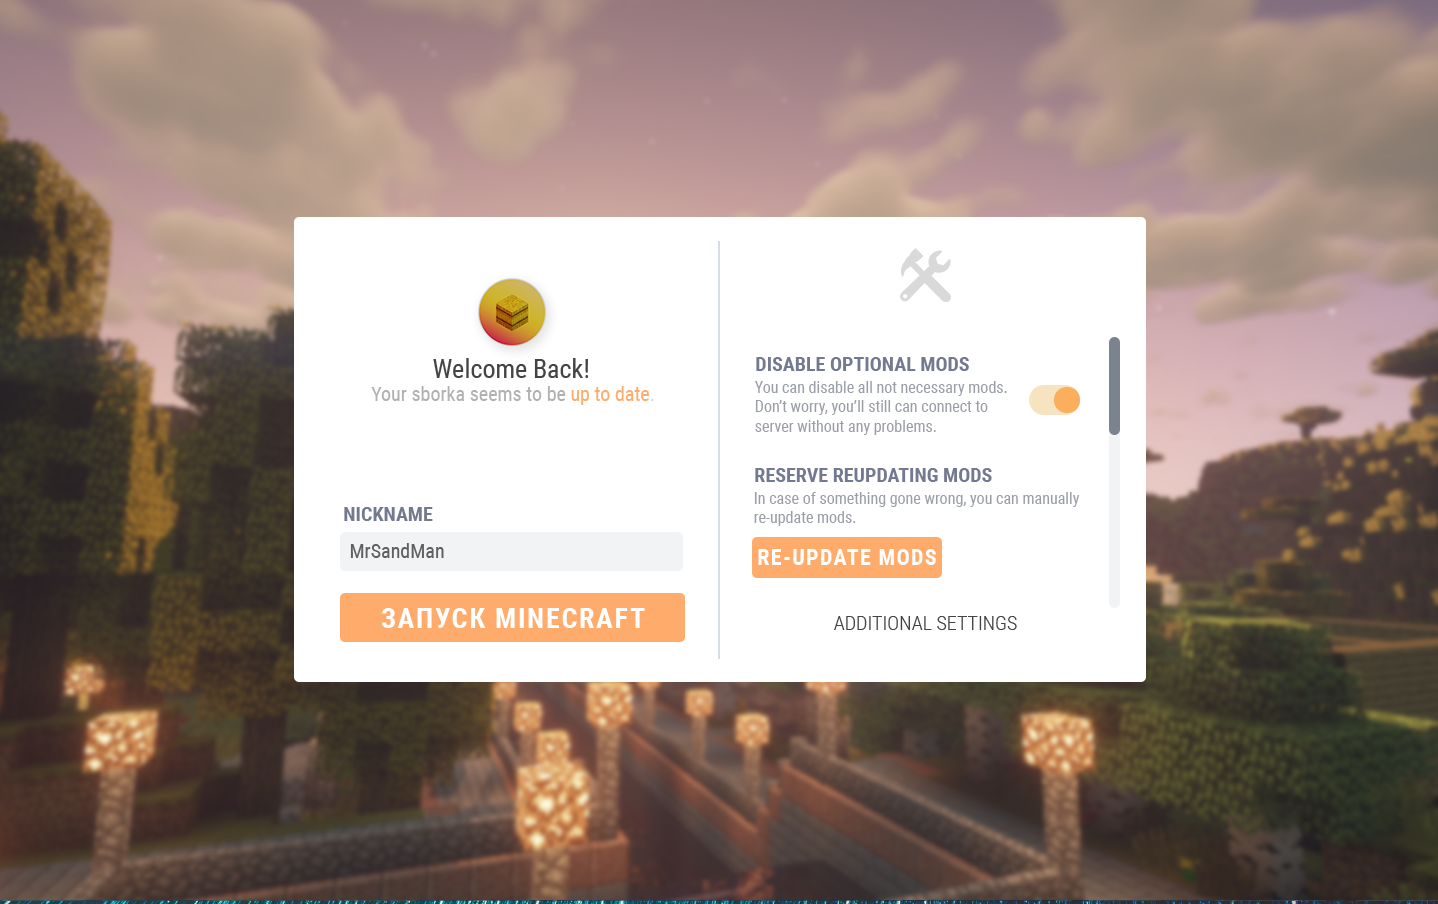 Welcome Back!
Your sborka seems to be up to date.
NICKNAME
MrSandMan
ЗАПУСК MINECRAFT
DISABLE OPTIONAL MODS
You can disable all not necessary mods.
Don't worry, you'll still can connect to
server without any problems.
RESERVE REUPDATING MODS
In case of something gone wrong, you can manually
re-update mods.
RE-UPDATE MODS
ADDITIONAL SETTINGS